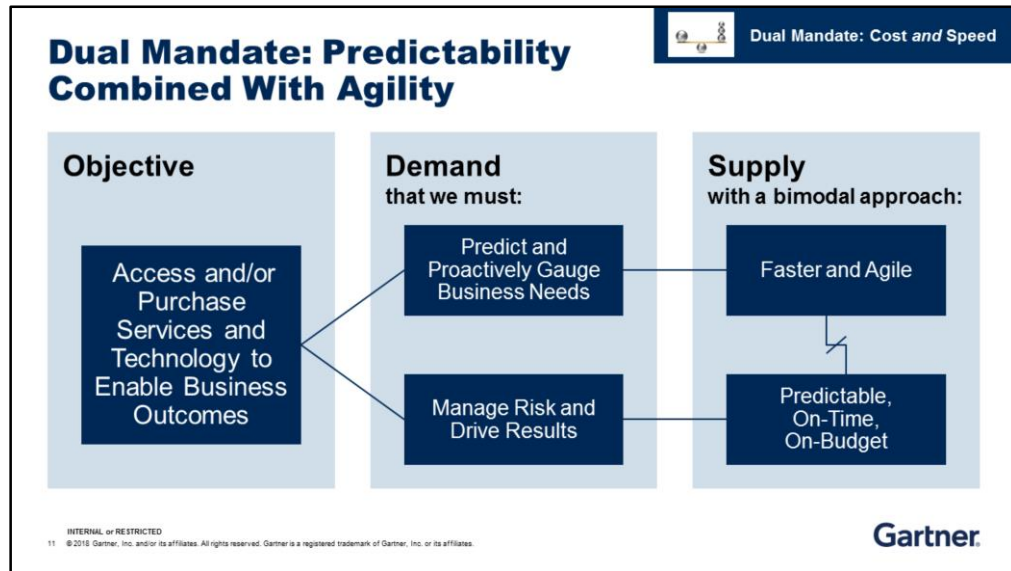 Dual Mandate: Predictability
Combined With Agility
Dual Mandate: Cost and Speed
Objective
Access and/or
Purchase
Services and
Technology to
Enable Business
Outcomes
Demand
that we must:
Predict and
Proactively Gauge
Business Needs
Manage Risk and
Drive Results
Supply
with a bimodal approach:
Faster and Agile
Predictable,
On-Time,
On-Budget
INTERNAL or RESTRICTED
11 © 2018 Gartner, Inc. and/or its affiliates. All rights reserved. Gartner is a registered trademark of Gartner, Inc. or its affiliates.
Gartner.